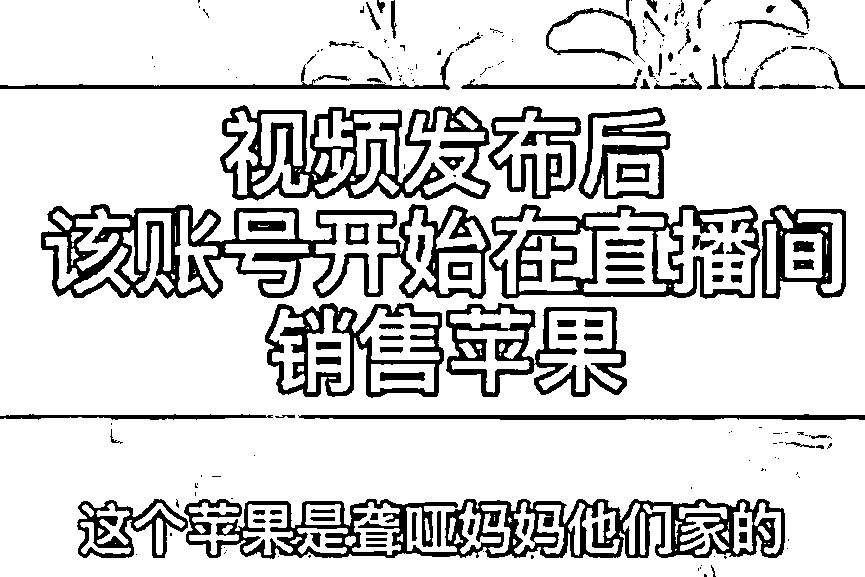 视频发布后
该账号开始在直播间
销售苹果
这个苹果是聋哑妈妈他们家的